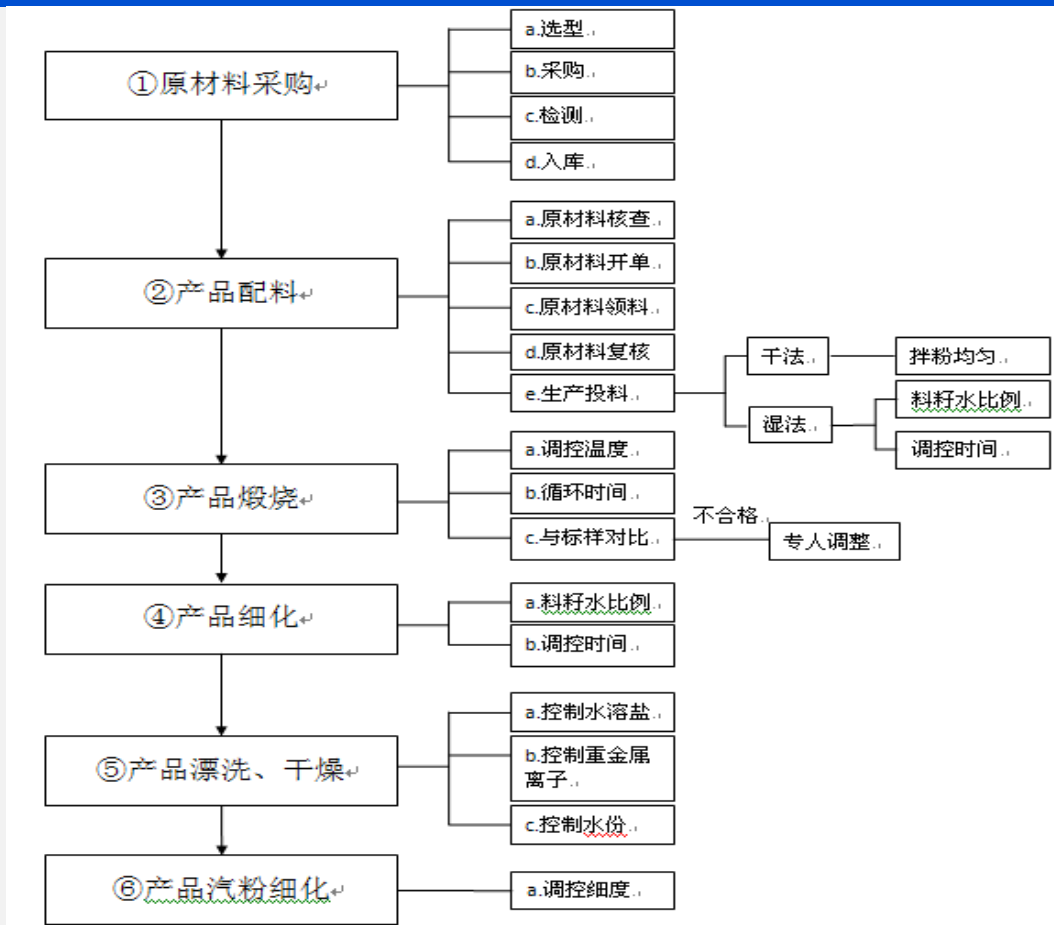 ①原材料采购
a.选型
b.采购
c.检测
d.入库
②产品配料
a.原材料核查
b.原材料开单
c.原材料领料
d.原材料复核
e.生产投料
干法
拌粉均匀
湿法
料籽水比例
调控时间
③产品煅烧
a.调控温度
b.循环时间
c.与标样对比
不合格
专人调整
④产品细化
a.料籽水比例
b.调控时间
⑤产品漂洗、干燥
a.控制水溶盐
b.控制重金属
离子
c.控制水份
⑥产品汽粉细化
a.调控细度